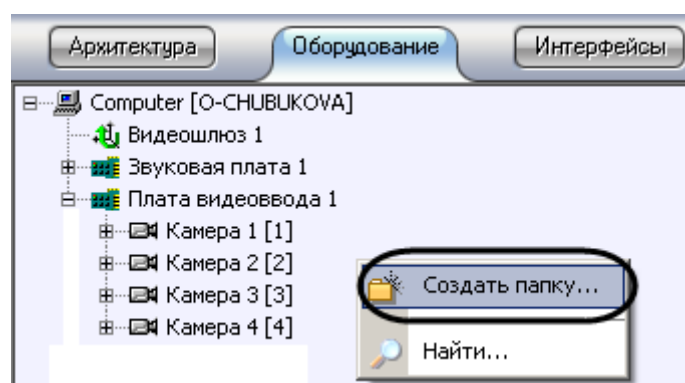 Архитектура Оборудование Интерфейсы
Computer [O-CHUBUKOVA]
Видеошлюз 1
Звуковая плата 1
Плата видеоввода 1
Камера 1 [1]
Камера 2 [2]
Камера 3 [3]
Камера 4 [4]
Создать папку...
Найти...